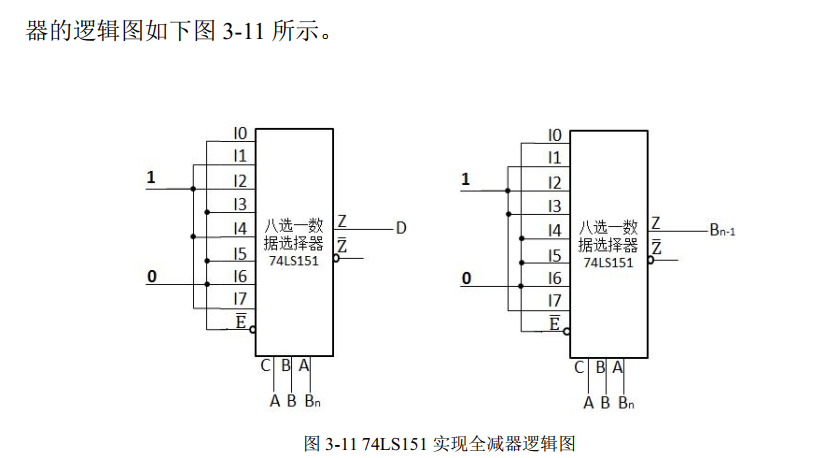 器的逻辑图如下图 3-11 所示。
I0
I1
1
I2
I3
I4
I5
0
I6
I7
E̅
八选一数
据选择器
74LS151
Z
D
Z̅
C B A
A B Bn
I0
I1
1
I2
I3
I4
I5
0
I6
I7
E̅
八选一数
据选择器
74LS151
Z
Bn-1
Z̅
C B A
A B Bn
图 3-11 74LS151 实现全减器逻辑图